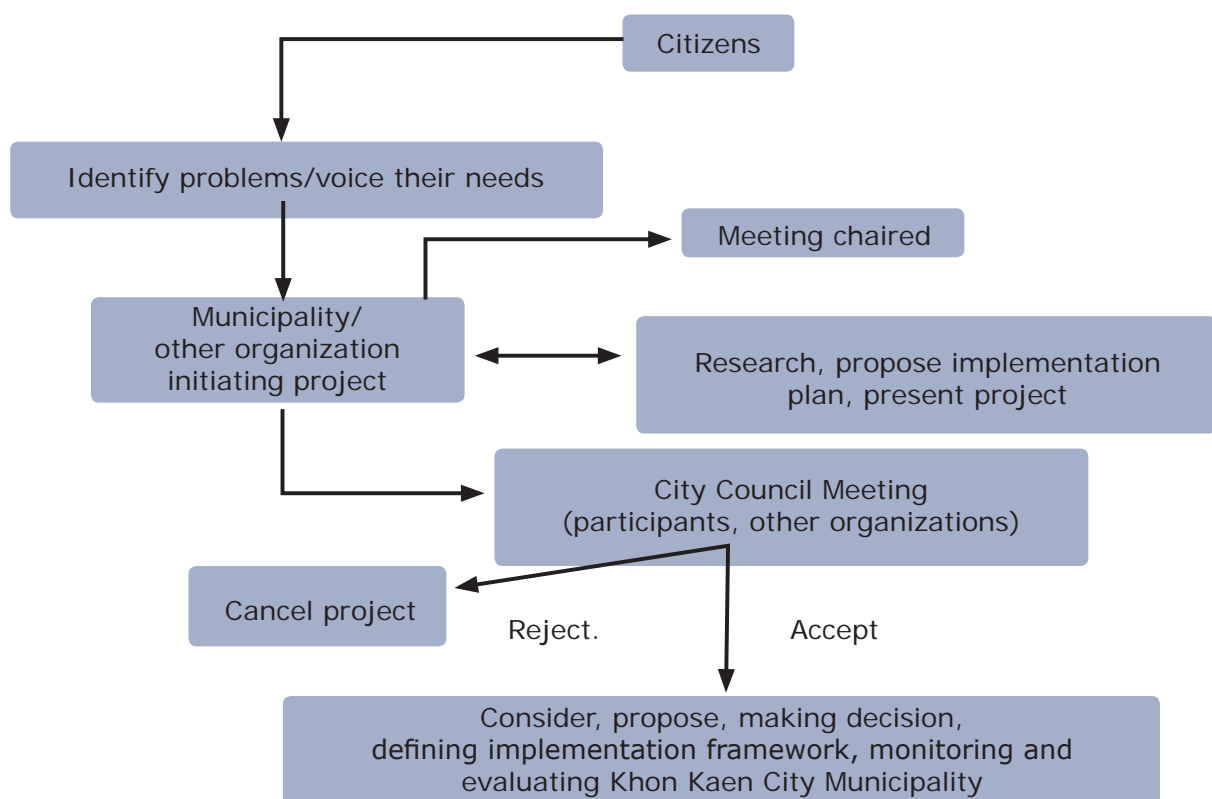 Citizens
Identify problems/voice their needs
Meeting chaired
Municipality/
other organization
initiating project
Research, propose implementation
plan, present project
City Council Meeting
(participants, other organizations)
Cancel project
Reject.
Accept
Consider, propose, making decision,
defining implementation framework, monitoring and
evaluating Khon Kaen City Municipality